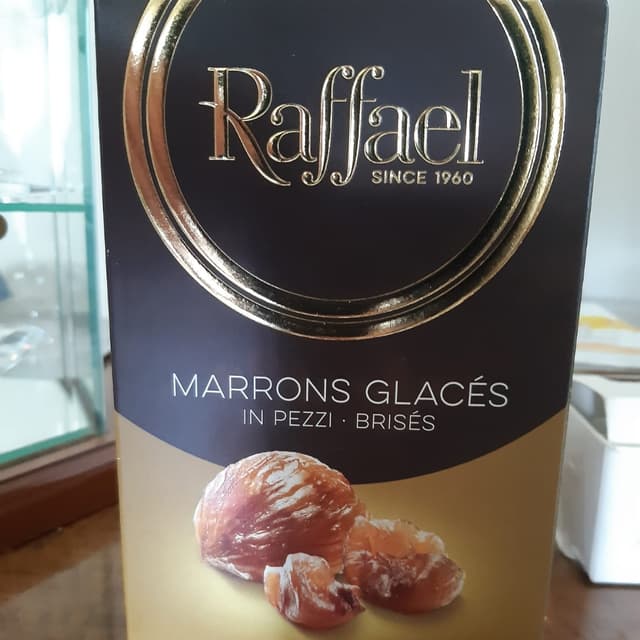 Raffael
SINCE 1960
MARRONS GLACÉS
IN PEZZI · BRISÉS